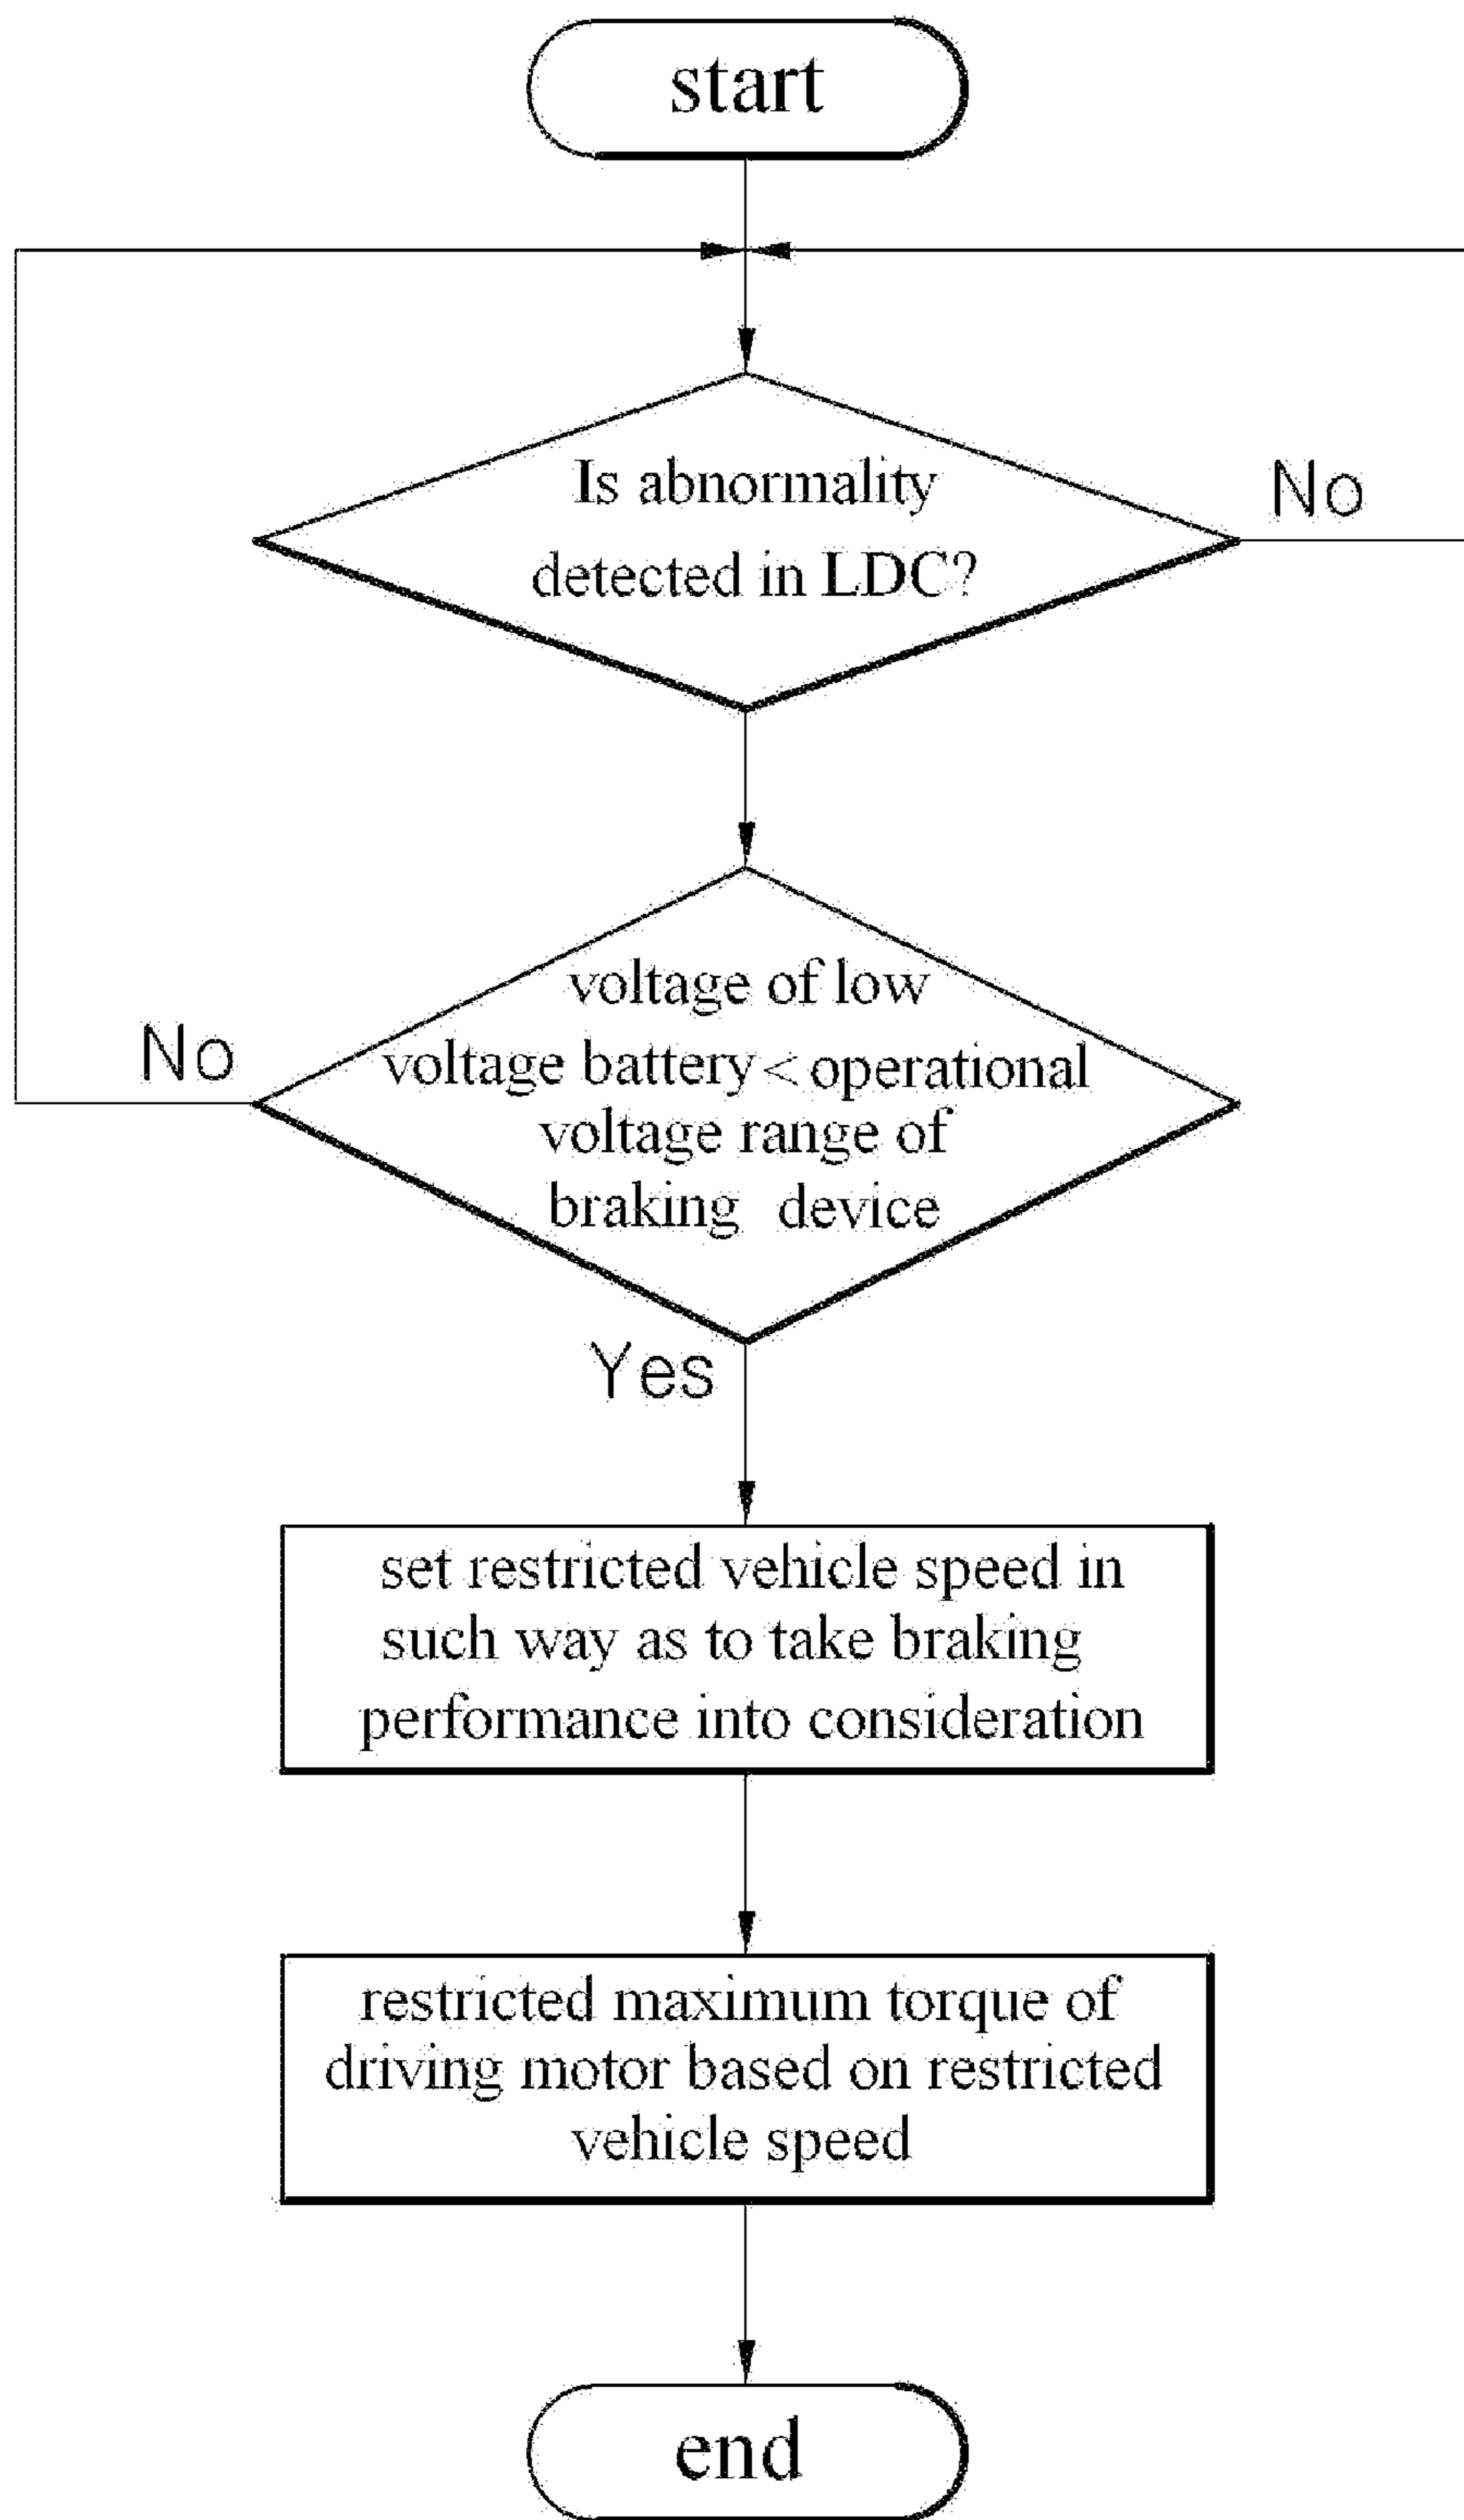 start
Is abnormality
detected in LDC?
No
voltage of low
voltage battery < operational
voltage range of
braking device
No
Yes
set restricted vehicle speed in
such way as to take braking
performance into consideration
restricted maximum torque of
driving motor based on restricted
vehicle speed
end